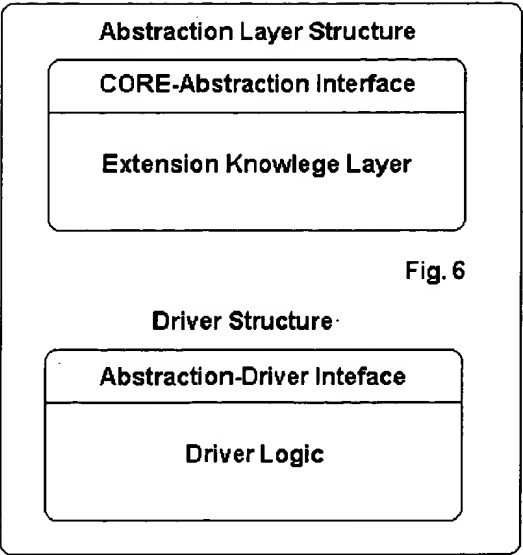 Abstraction Layer Structure
CORE-Abstraction Interface
Extension Knowlege Layer
Fig. 6
Driver Structure
Abstraction-Driver Inteface
Driver Logic